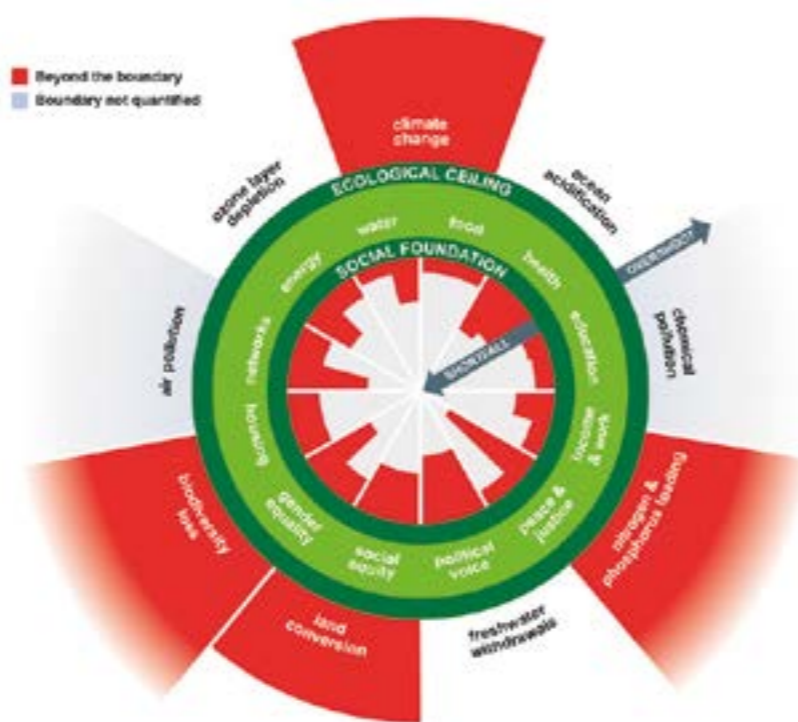 Beyond the boundary
Boundary not quantified
climate
change
ECOLOGICAL CEILING
ozone layer
depletion
ocean
acidification
water
food
energy
health
SOCIAL FOUNDATION
OVERSHOOT
SHORTFALL
networks
education
air pollution
chemical
pollution
housing
income
& work
gender
equality
peace &
justice
social
equity
political
voice
biodiversity
loss
nitrogen &
phosphorus loading
land
conversion
freshwater
withdrawals